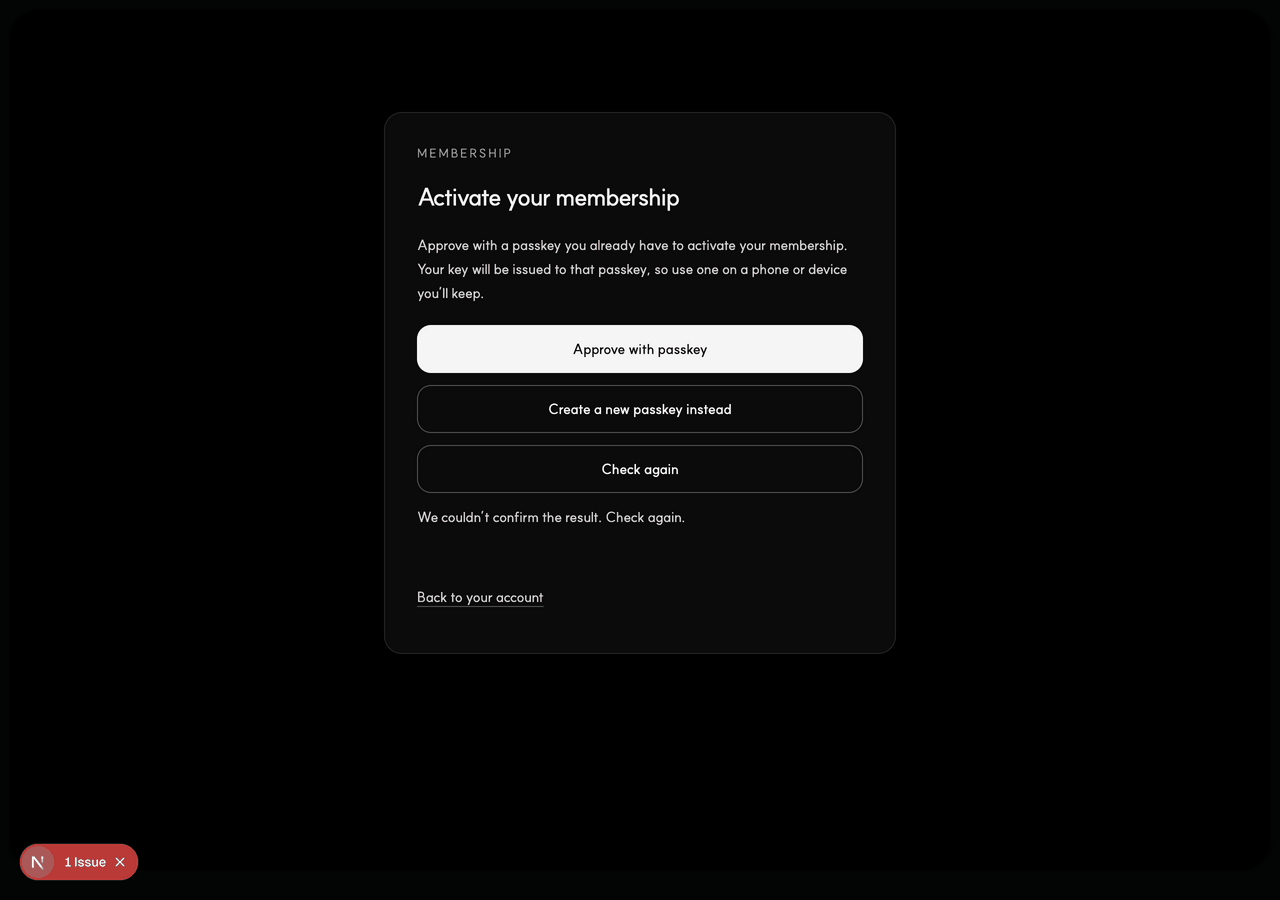 MEMBERSHIP
Activate your membership
Approve with a passkey you already have to activate your membership.
Your key will be issued to that passkey, so use one on a phone or device
you'll keep.
Approve with passkey
Create a new passkey instead
Check again
We couldn't confirm the result. Check again.
Back to your account
N 1 Issue